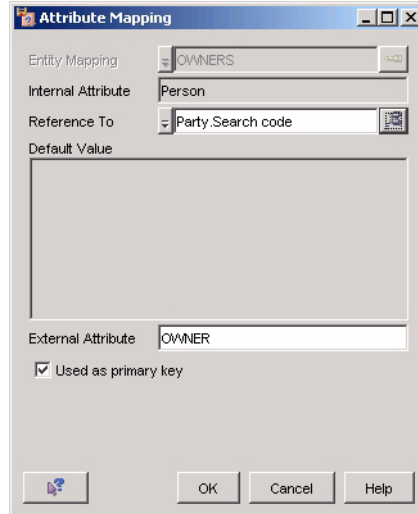 Attribute Mapping
Entity Mapping OWNERS
Internal Attribute Person
Reference To Party.Search code
Default Value
External Attribute OWNER
Used as primary key
OK Cancel Help